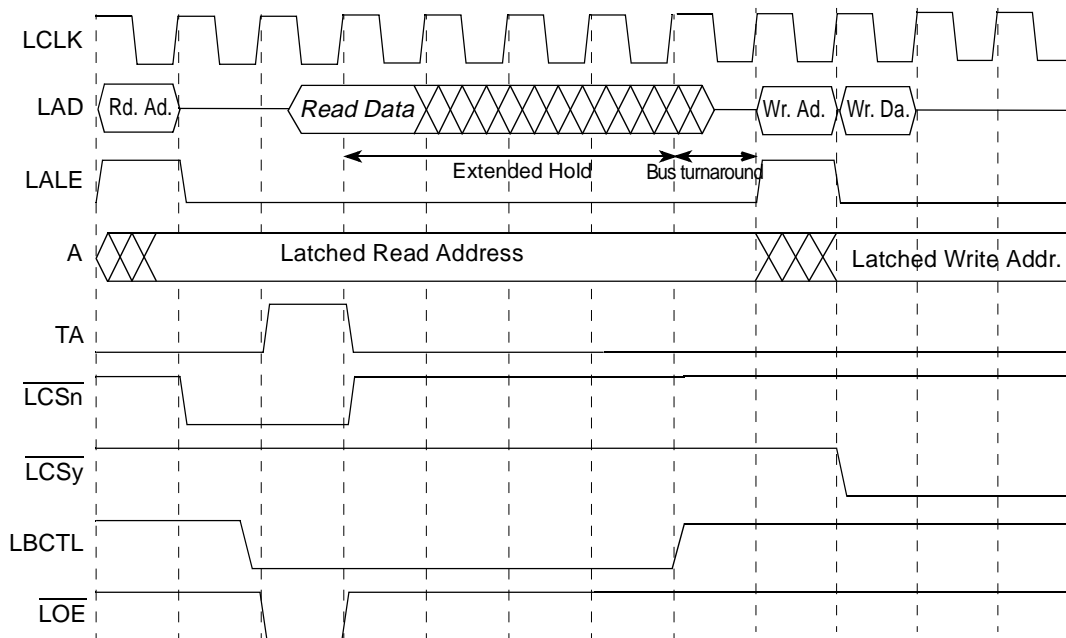 LCLK
LAD Rd. Ad. Read Data Wr. Ad. Wr. Da.
Extended Hold Bus turnaround
LALE
A Latched Read Address Latched Write Addr.
TA
LCSn
LCSy
LBCTL
LOE